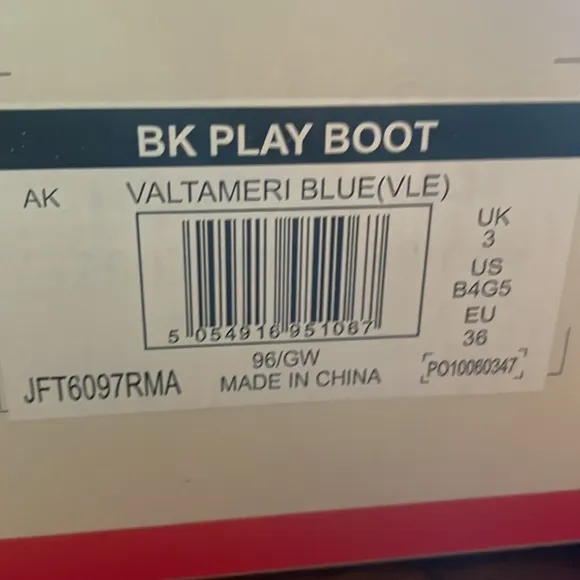 BK PLAY BOOT
AK
VALTAMERI BLUE(VLE)
5 054916 951067
UK
3
US
B4G5
EU
36
96/GW
JFT6097RMA
MADE IN CHINA
PO10060347